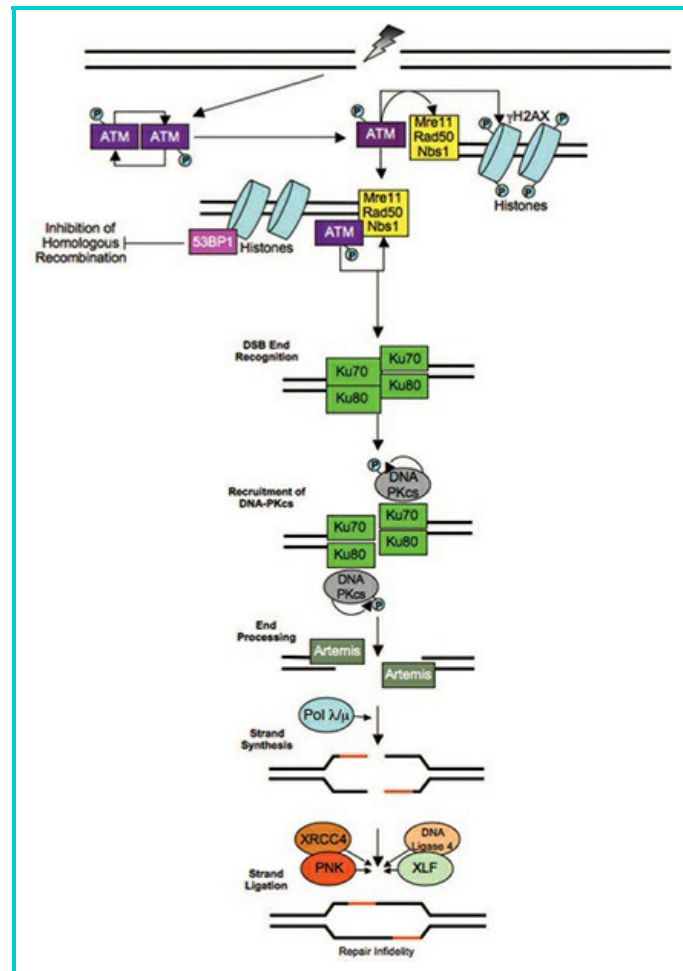 P
P
ATM
ATM
P
P
ATM
Mre11
Rad50
Nbs1
P
γH2AX
P
P
P
Histones
Mre11
Rad50
Nbs1
ATM
P
Inhibition of
Homologous
Recombination
53BP1
Histones
DSB End
Recognition
Ku70
Ku70
Ku80
Ku80
P
DNA
PKcs
Recruitment of
DNA-PKcs
Ku70
Ku70
Ku80
Ku80
DNA
PKcs
P
End
Processing
Artemis
Artemis
Pol λ/μ
Strand
Synthesis
XRCC4
DNA
Ligase 4
PNK
XLF
Strand
Ligation
Repair Infidelity